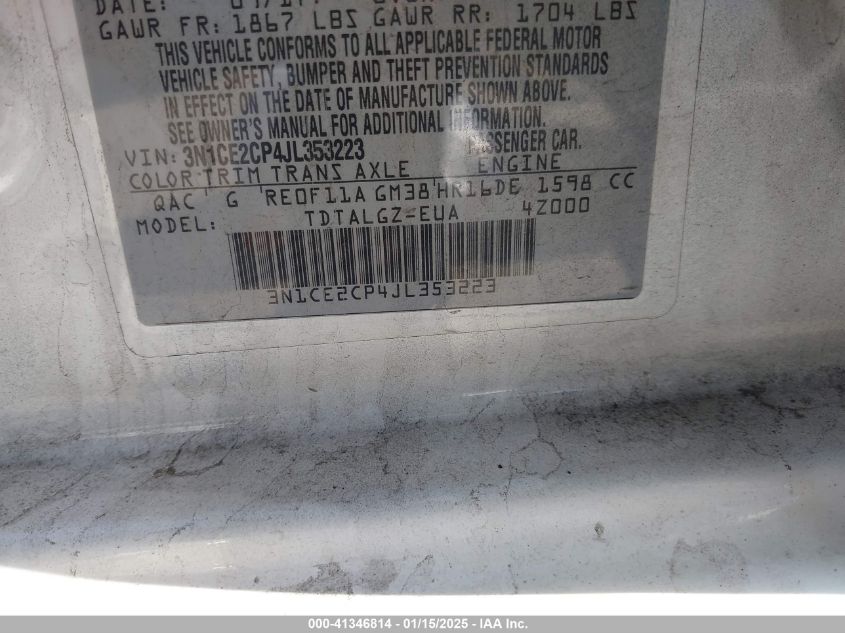 DATE:
GAWR FR: 1867 LBS GAWR RR: 1704 LBS
THIS VEHICLE CONFORMS TO ALL APPLICABLE FEDERAL MOTOR
VEHICLE SAFETY, BUMPER AND THEFT PREVENTION STANDARDS
IN EFFECT ON THE DATE OF MANUFACTURE SHOWN ABOVE.
SEE OWNER'S MANUAL FOR ADDITIONAL INFORMATION.
VIN: 3N1CE2CP4JL353223 PASSENGER CAR.
COLOR TRIM TRANS AXLE ENGINE
QAC G RE0F11A GM38 HR16DE 1598 CC
MODEL: TDTALGZ-EUA 4Z000
3N1CE2CP4JL353223
000-41346814 - 01/15/2025 - IAA Inc.